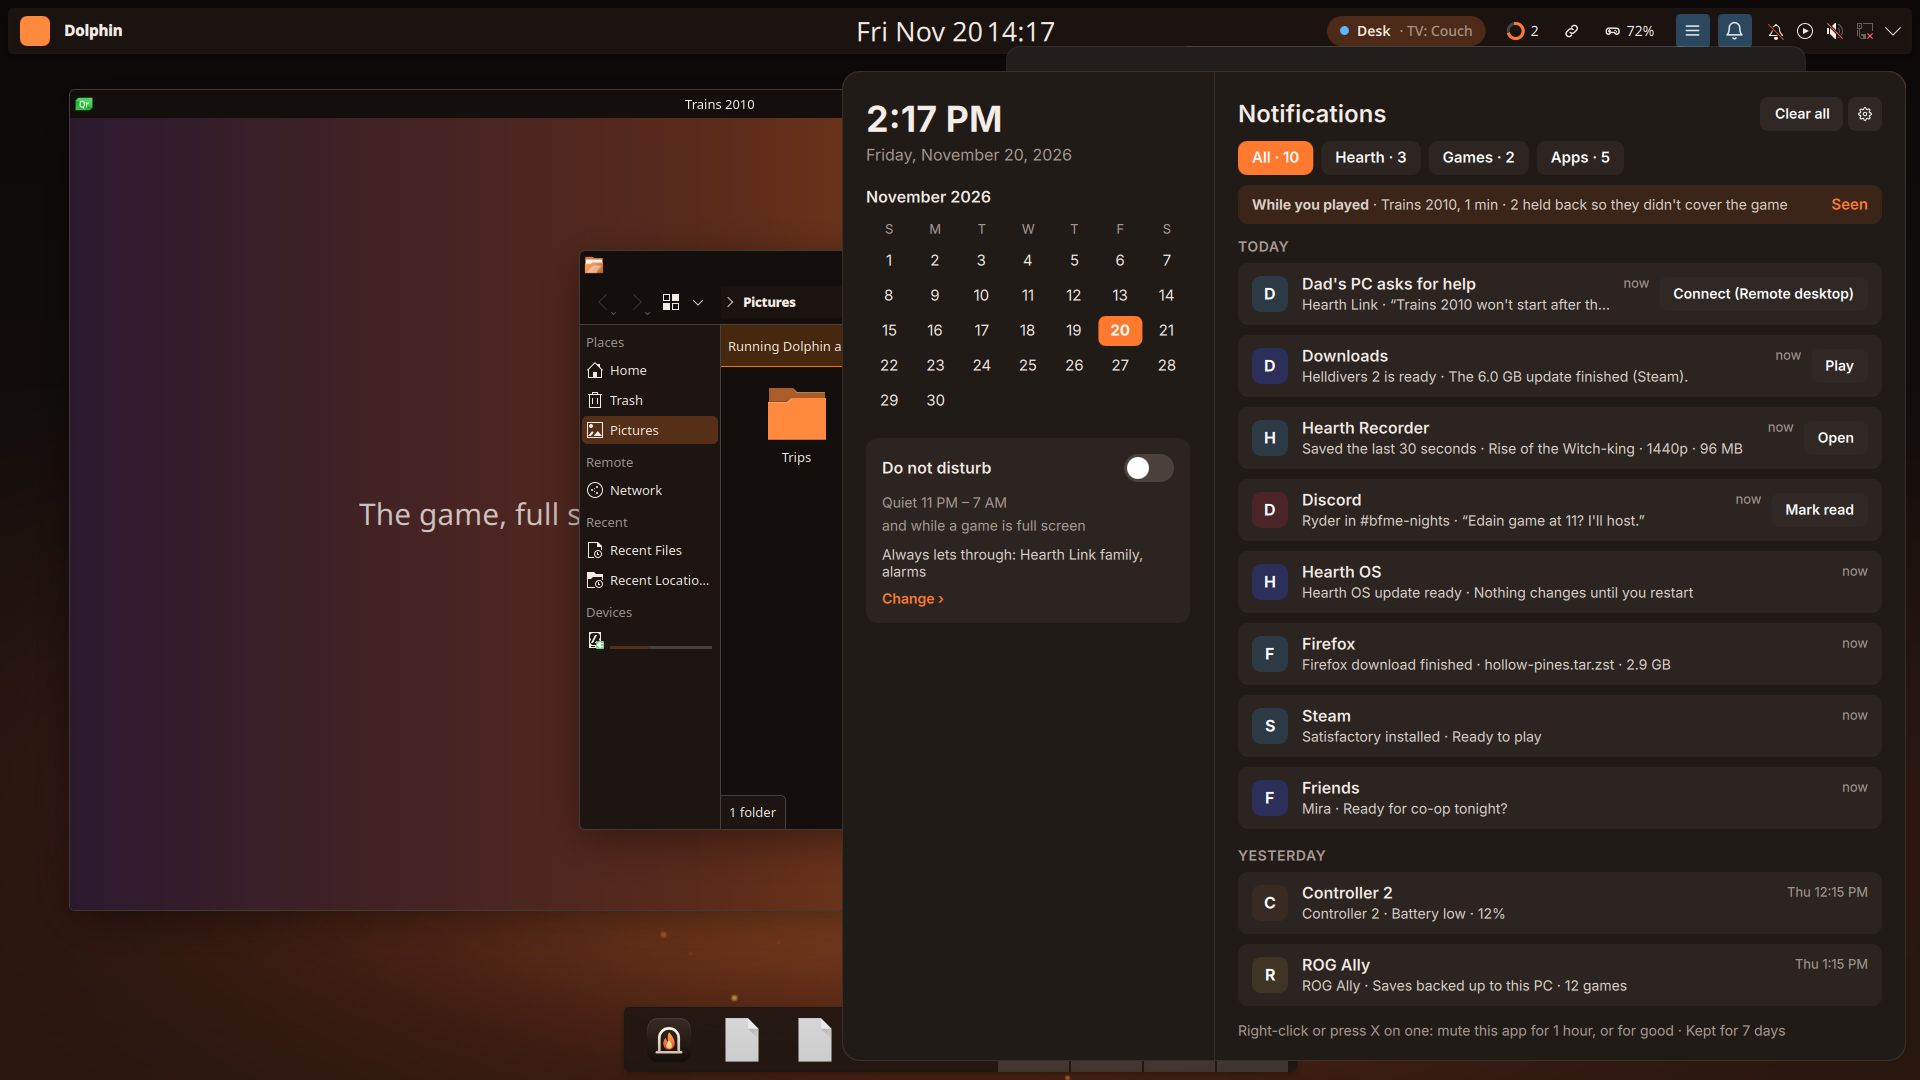 Dolphin
Fri Nov 20 14:17
Desk · TV: Couch
2
72%
Trains 2010
The game, full s
Pictures
Places
Home
Trash
Pictures
Remote
Network
Recent
Recent Files
Recent Locatio...
Devices
Running Dolphin a
Trips
1 folder
2:17 PM
Friday, November 20, 2026
November 2026
S M T W T F S
1 2 3 4 5 6 7
8 9 10 11 12 13 14
15 16 17 18 19 20 21
22 23 24 25 26 27 28
29 30
Do not disturb
Quiet 11 PM – 7 AM
and while a game is full screen
Always lets through: Hearth Link family,
alarms
Change ›
Notifications
Clear all
All · 10
Hearth · 3
Games · 2
Apps · 5
While you played · Trains 2010, 1 min · 2 held back so they didn't cover the game
Seen
TODAY
D
Dad's PC asks for help
now
Hearth Link · “Trains 2010 won't start after th...
Connect (Remote desktop)
D
Downloads
now
Helldivers 2 is ready · The 6.0 GB update finished (Steam).
Play
H
Hearth Recorder
now
Saved the last 30 seconds · Rise of the Witch-king · 1440p · 96 MB
Open
D
Discord
now
Ryder in #bfme-nights · “Edain game at 11? I'll host.”
Mark read
H
Hearth OS
now
Hearth OS update ready · Nothing changes until you restart
F
Firefox
now
Firefox download finished · hollow-pines.tar.zst · 2.9 GB
S
Steam
now
Satisfactory installed · Ready to play
F
Friends
now
Mira · Ready for co-op tonight?
YESTERDAY
C
Controller 2
Thu 12:15 PM
Controller 2 · Battery low · 12%
R
ROG Ally
Thu 1:15 PM
ROG Ally · Saves backed up to this PC · 12 games
Right-click or press X on one: mute this app for 1 hour, or for good · Kept for 7 days